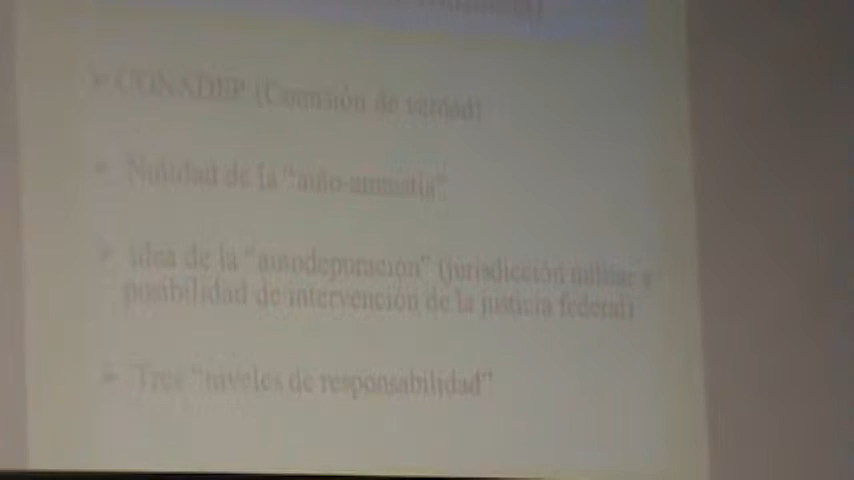 CONADEP (Comisión de verdad)
Nulidad de la "auto-amnistía"
Idea de la "autodepuración" (jurisdicción militar y
posibilidad de intervención de la justicia federal)
Tres "niveles de responsabilidad"